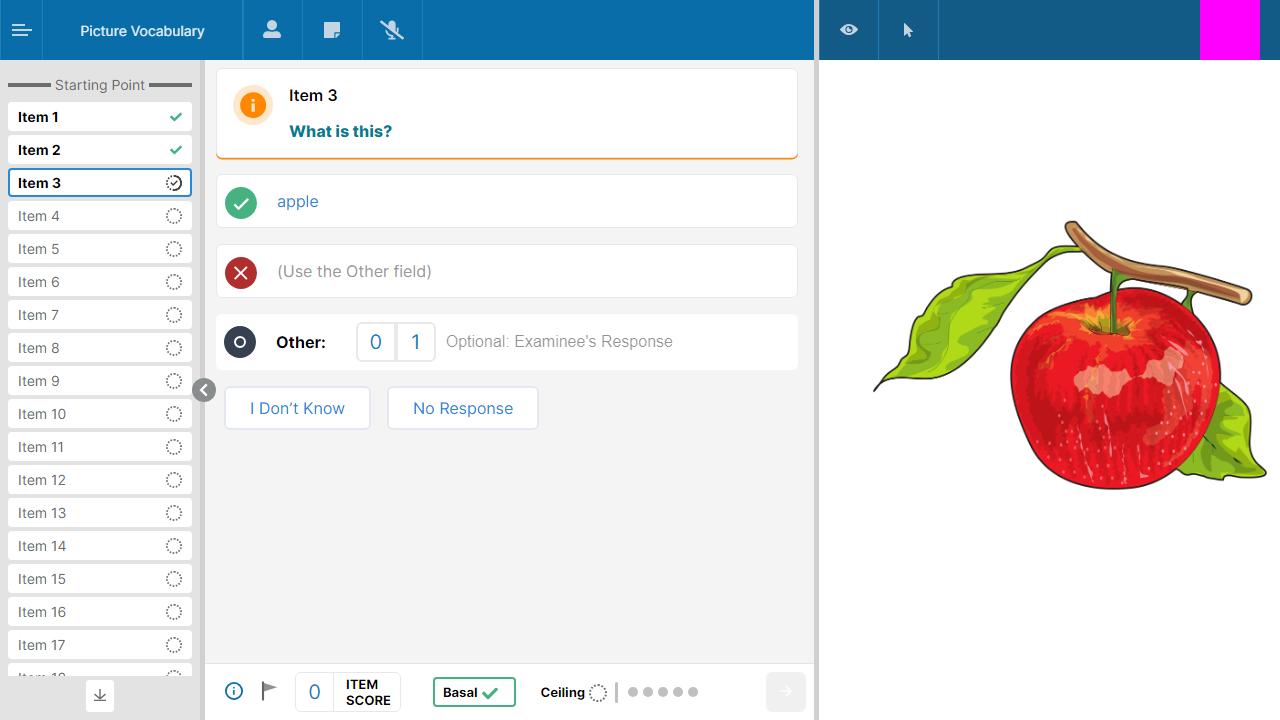 Picture Vocabulary
Starting Point
Item 1
Item 2
Item 3
Item 4
Item 5
Item 6
Item 7
Item 8
Item 9
Item 10
Item 11
Item 12
Item 13
Item 14
Item 15
Item 16
Item 17
Item 3
What is this?
apple
(Use the Other field)
Other: 0 1 Optional: Examinee's Response
I Don’t Know No Response
0 ITEM SCORE Basal Ceiling